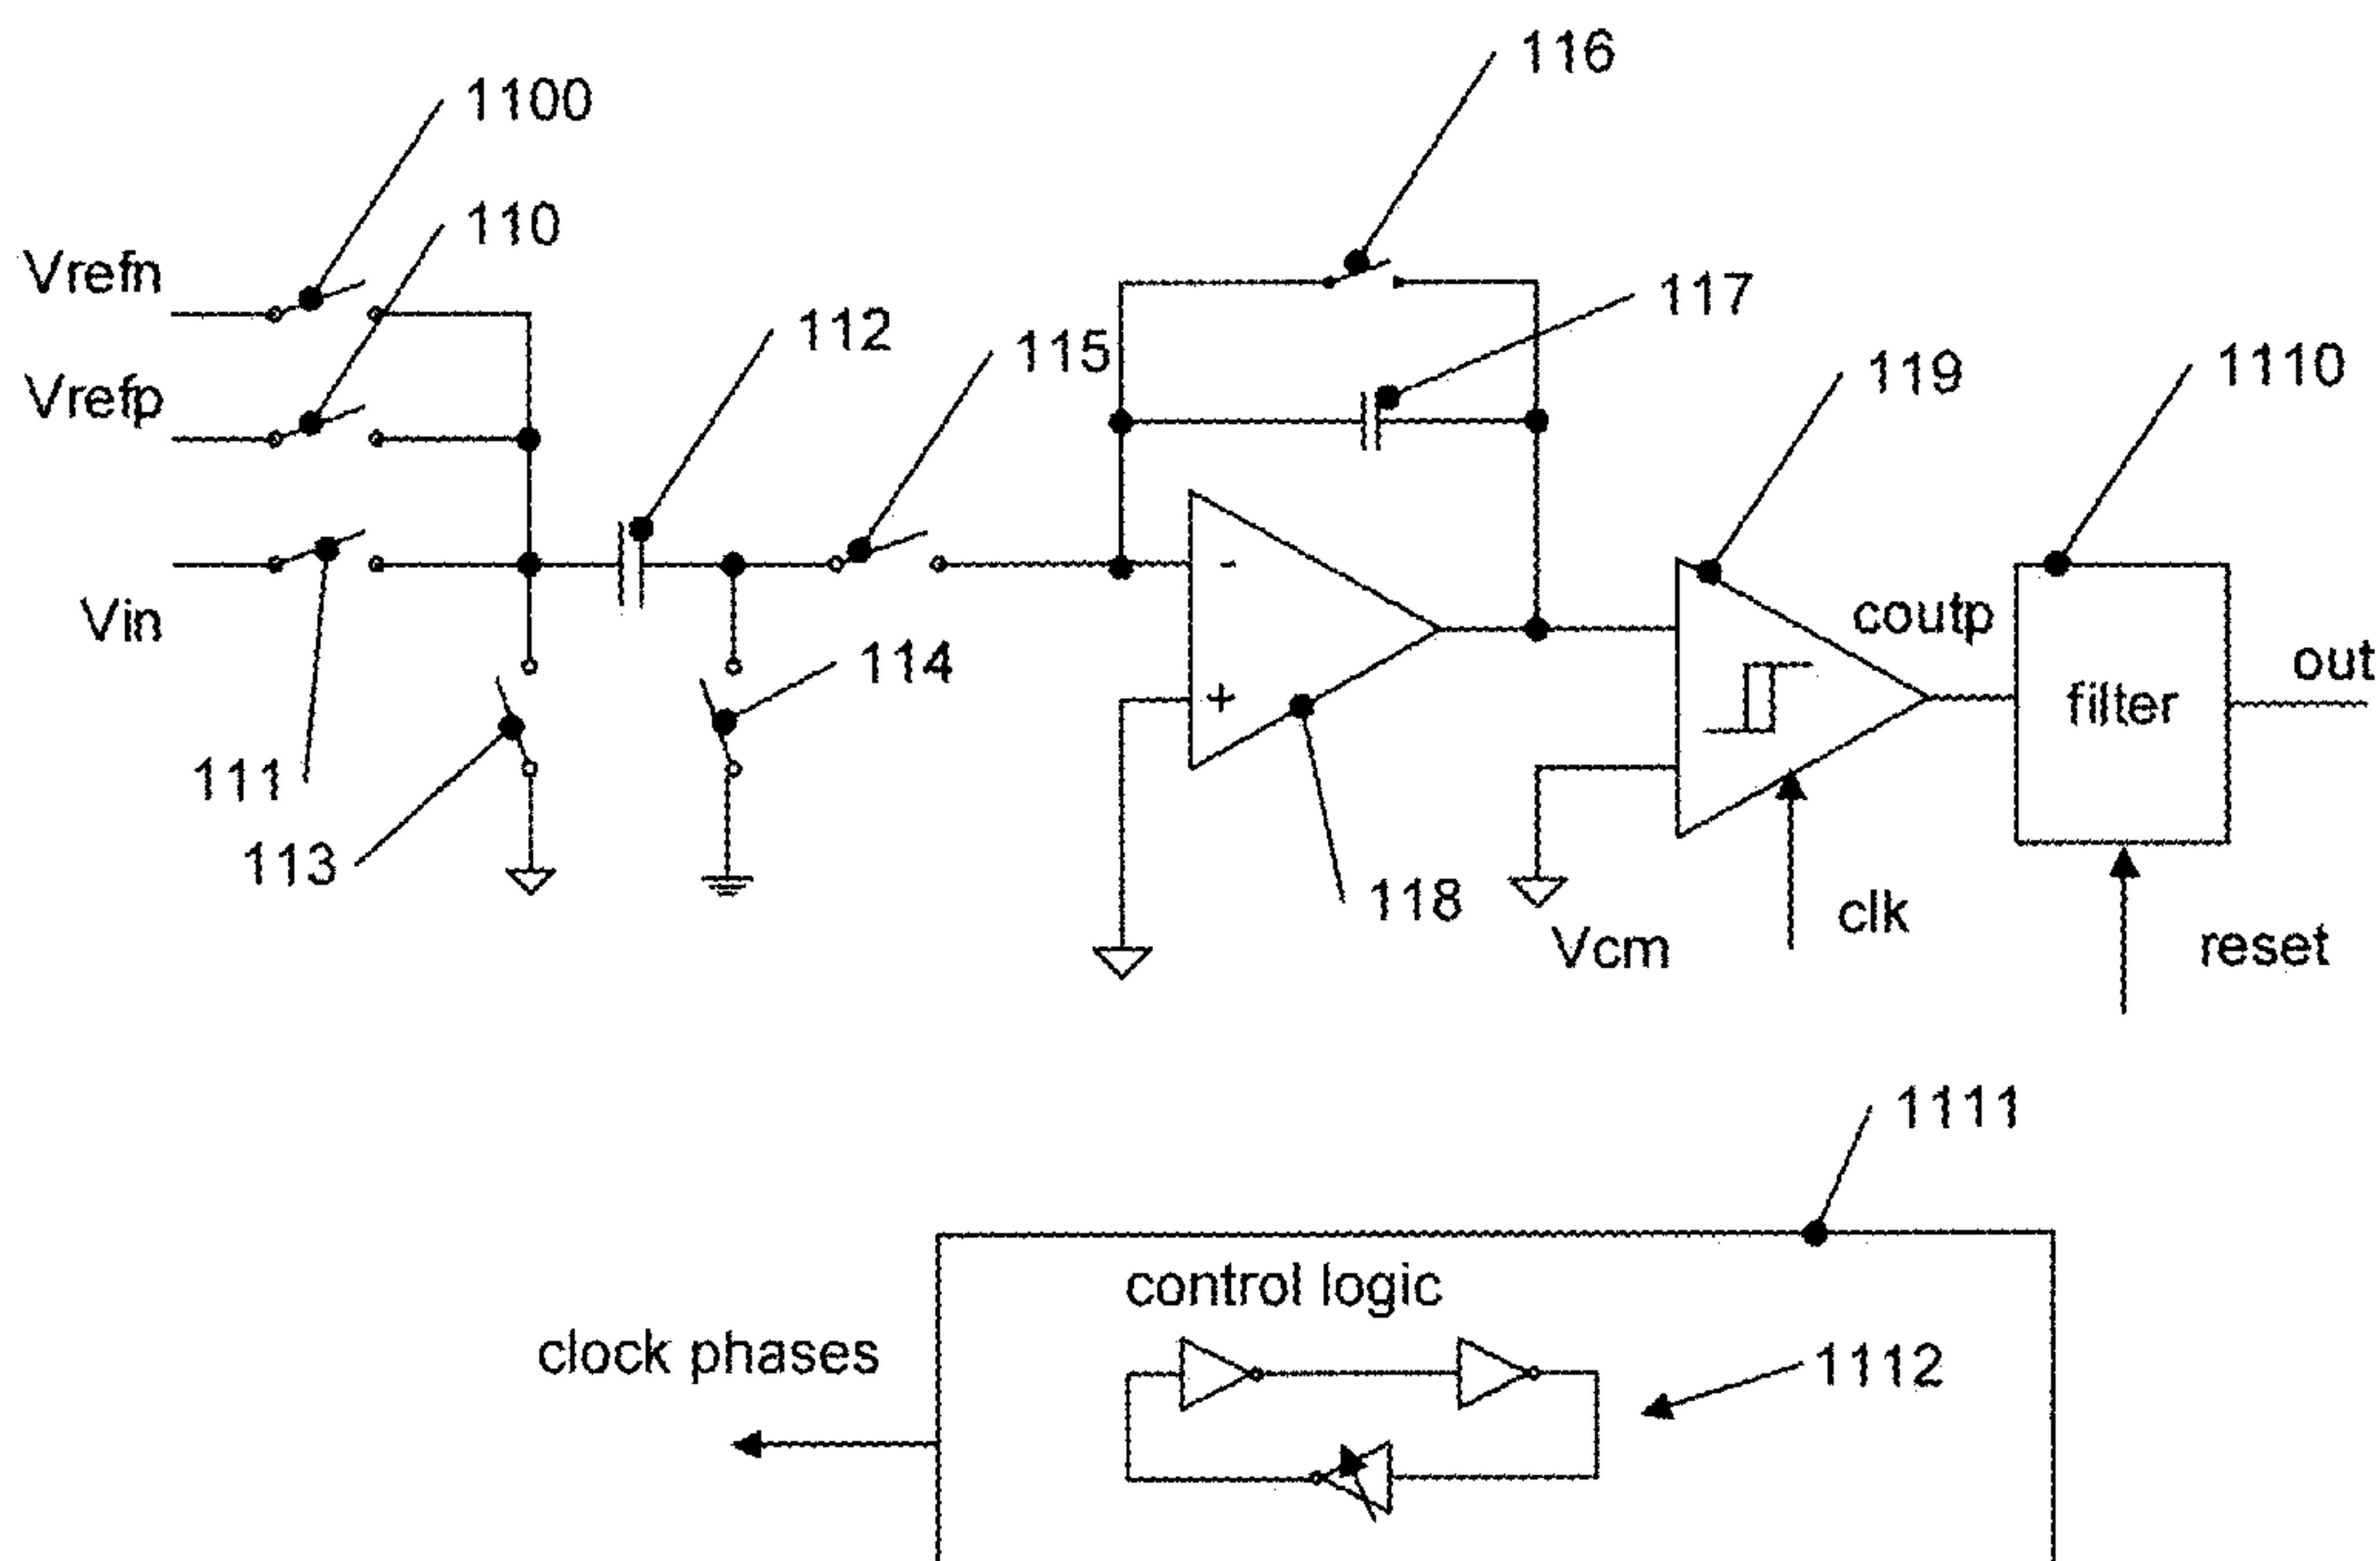 116
1100
110
Vrefn
117
112
115
Vrefp
119
1110
-
coutp
Vin
out
114
filter
+
111
113
118
clk
Vcm
reset
1111
control logic
clock phases
1112